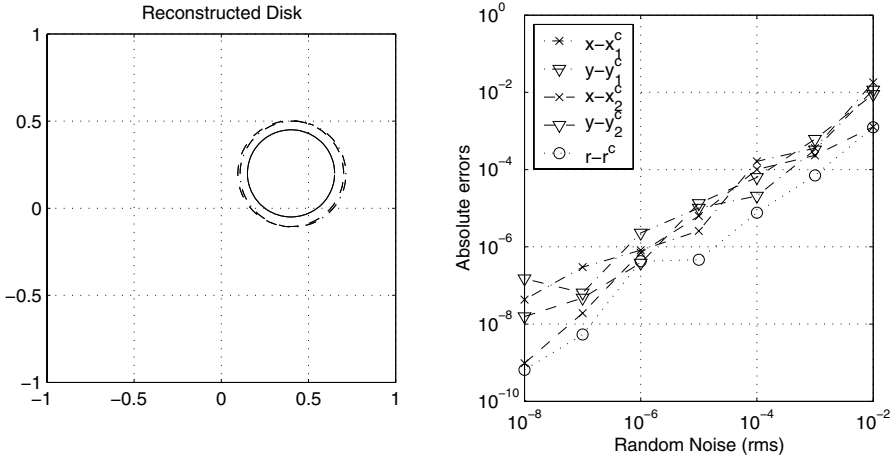 Reconstructed Disk
1
0.5
0
−0.5
−1
−1
−0.5
0
0.5
1
10^0
10^−2
10^−4
10^−6
10^−8
10^−10
Absolute errors
x−x_1^c
y−y_1^c
x−x_2^c
y−y_2^c
r−r^c
10^−8
10^−6
10^−4
10^−2
Random Noise (rms)